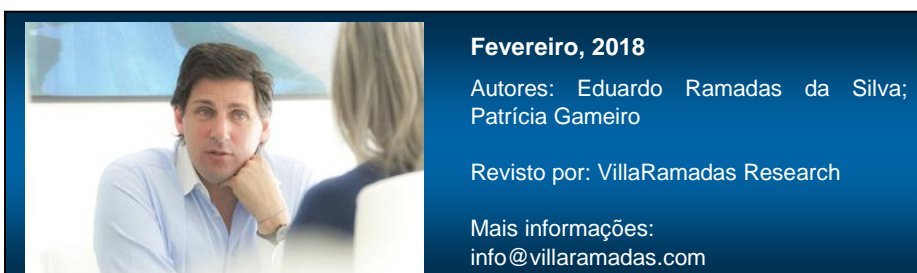 Fevereiro, 2018
Autores: Eduardo Ramadas da Silva;
Patrícia Gameiro
Revisto por: VillaRamadas Research
Mais informações:
info@villaramadas.com